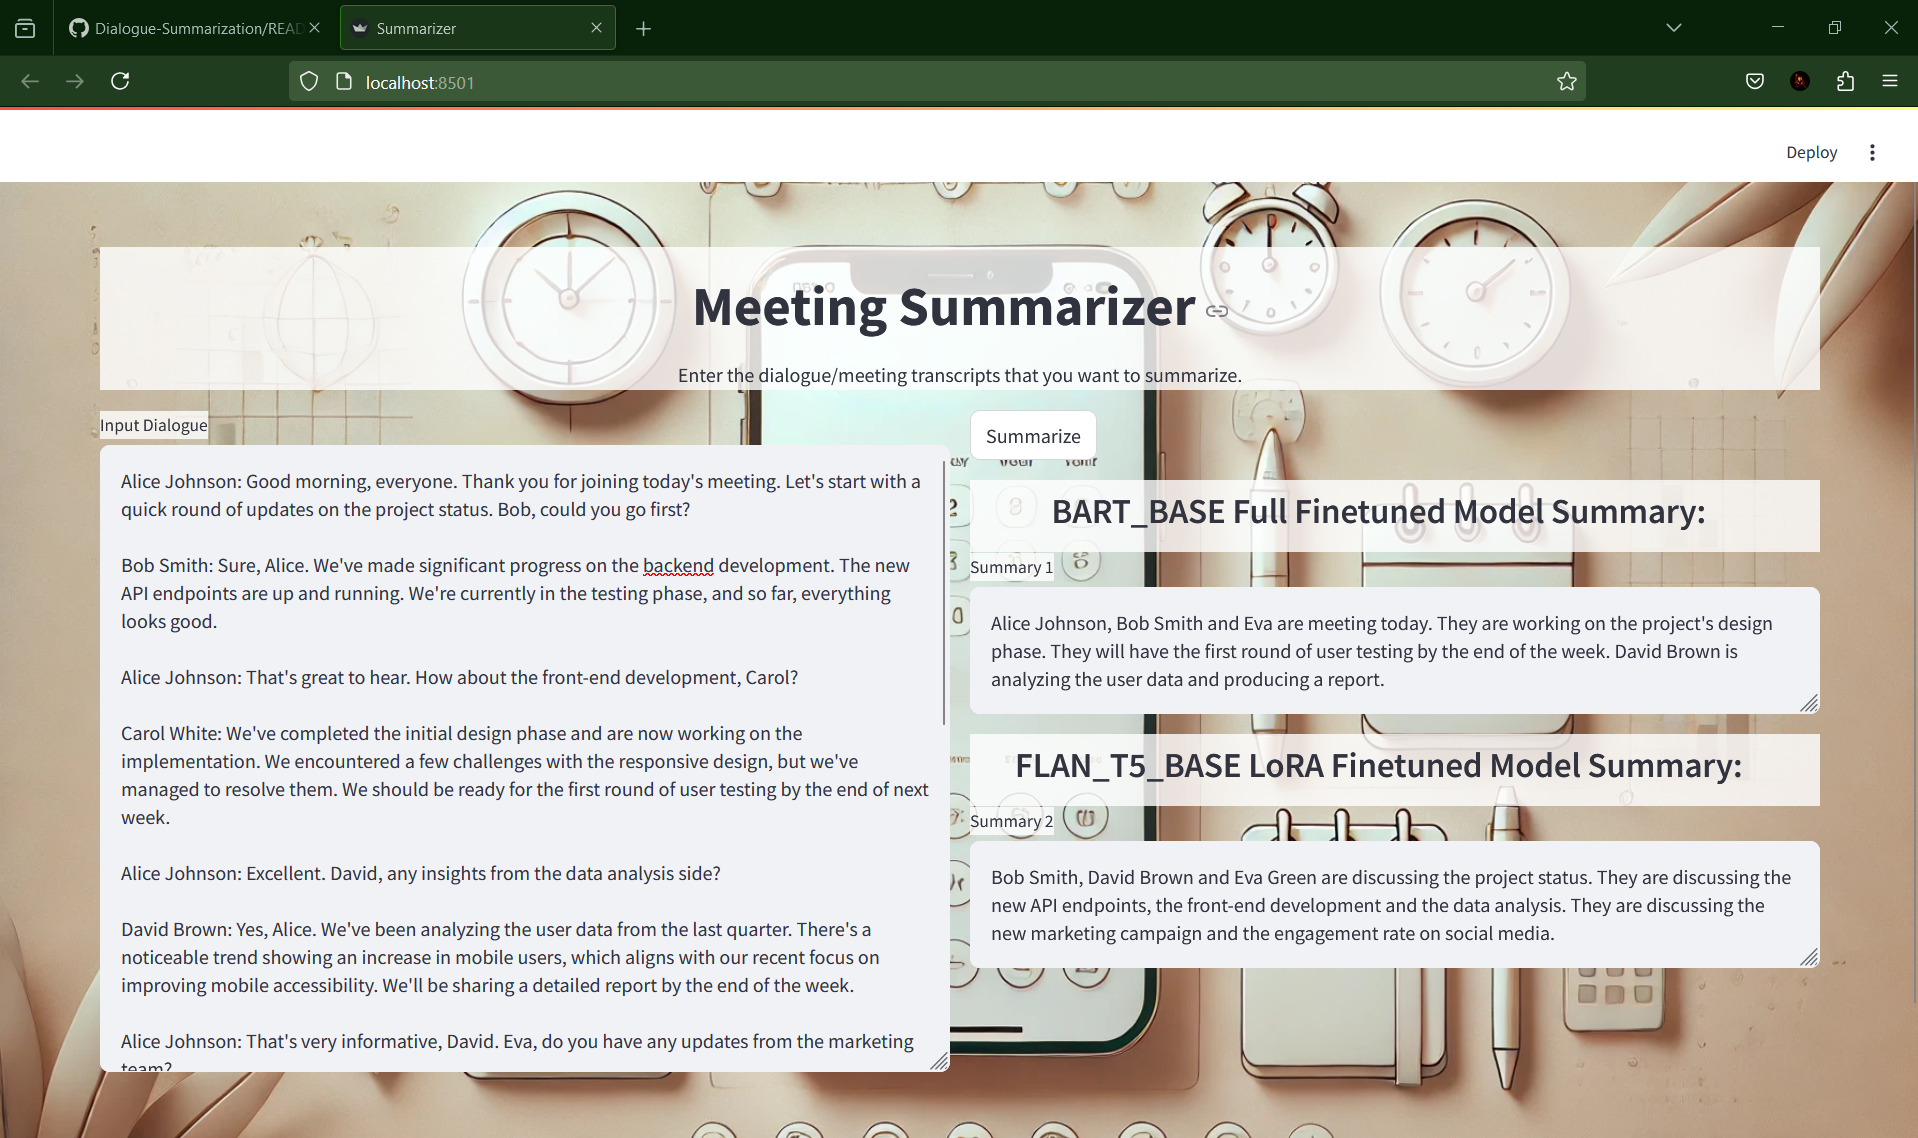 Dialogue-Summarization/READ
Summarizer
localhost:8501
Deploy
Meeting Summarizer
Enter the dialogue/meeting transcripts that you want to summarize.
Input Dialogue
Alice Johnson: Good morning, everyone. Thank you for joining today's meeting. Let's start with a
quick round of updates on the project status. Bob, could you go first?
Bob Smith: Sure, Alice. We've made significant progress on the backend development. The new
API endpoints are up and running. We're currently in the testing phase, and so far, everything
looks good.
Alice Johnson: That's great to hear. How about the front-end development, Carol?
Carol White: We've completed the initial design phase and are now working on the
implementation. We encountered a few challenges with the responsive design, but we've
managed to resolve them. We should be ready for the first round of user testing by the end of next
week.
Alice Johnson: Excellent. David, any insights from the data analysis side?
David Brown: Yes, Alice. We've been analyzing the user data from the last quarter. There's a
noticeable trend showing an increase in mobile users, which aligns with our recent focus on
improving mobile accessibility. We'll be sharing a detailed report by the end of the week.
Alice Johnson: That's very informative, David. Eva, do you have any updates from the marketing
team?
Summarize
BART_BASE Full Finetuned Model Summary:
Summary 1
Alice Johnson, Bob Smith and Eva are meeting today. They are working on the project's design
phase. They will have the first round of user testing by the end of the week. David Brown is
analyzing the user data and producing a report.
FLAN_T5_BASE LoRA Finetuned Model Summary:
Summary 2
Bob Smith, David Brown and Eva Green are discussing the project status. They are discussing the
new API endpoints, the front-end development and the data analysis. They are discussing the
new marketing campaign and the engagement rate on social media.